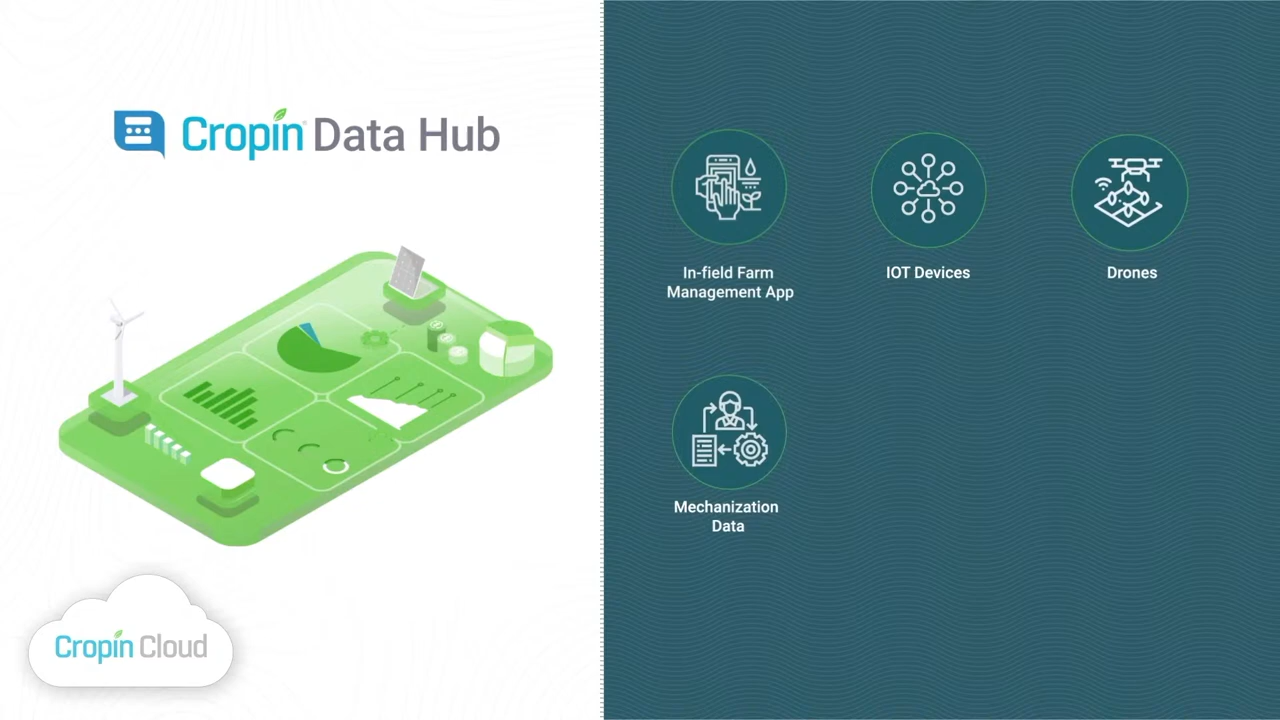 Cropin Data Hub
In-field Farm
Management App
IOT Devices
Drones
Mechanization
Data
Cropin Cloud